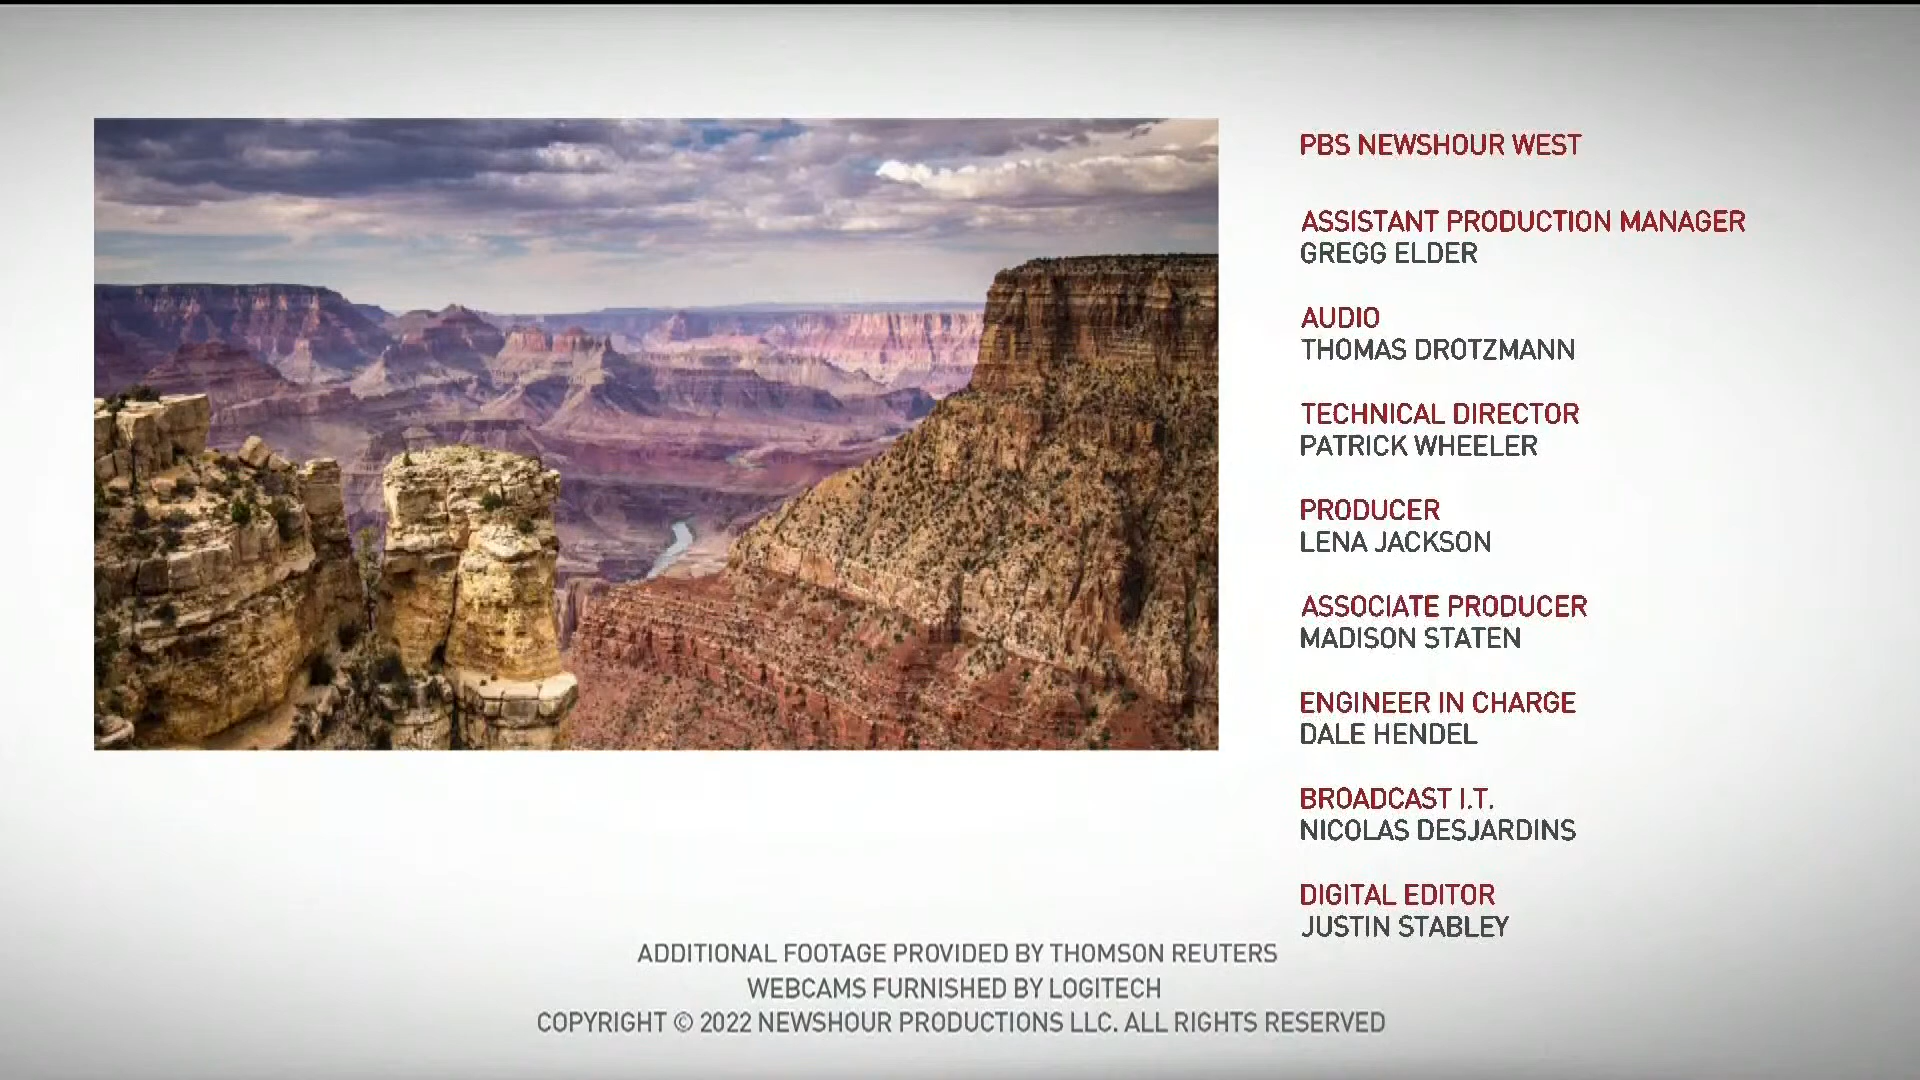 PBS NEWSHOUR WEST
ASSISTANT PRODUCTION MANAGER
GREGG ELDER
AUDIO
THOMAS DROTZMANN
TECHNICAL DIRECTOR
PATRICK WHEELER
PRODUCER
LENA JACKSON
ASSOCIATE PRODUCER
MADISON STATEN
ENGINEER IN CHARGE
DALE HENDEL
BROADCAST I.T.
NICOLAS DESJARDINS
DIGITAL EDITOR
JUSTIN STABLEY
ADDITIONAL FOOTAGE PROVIDED BY THOMSON REUTERS
WEBCAMS FURNISHED BY LOGITECH
COPYRIGHT © 2022 NEWSHOUR PRODUCTIONS LLC. ALL RIGHTS RESERVED